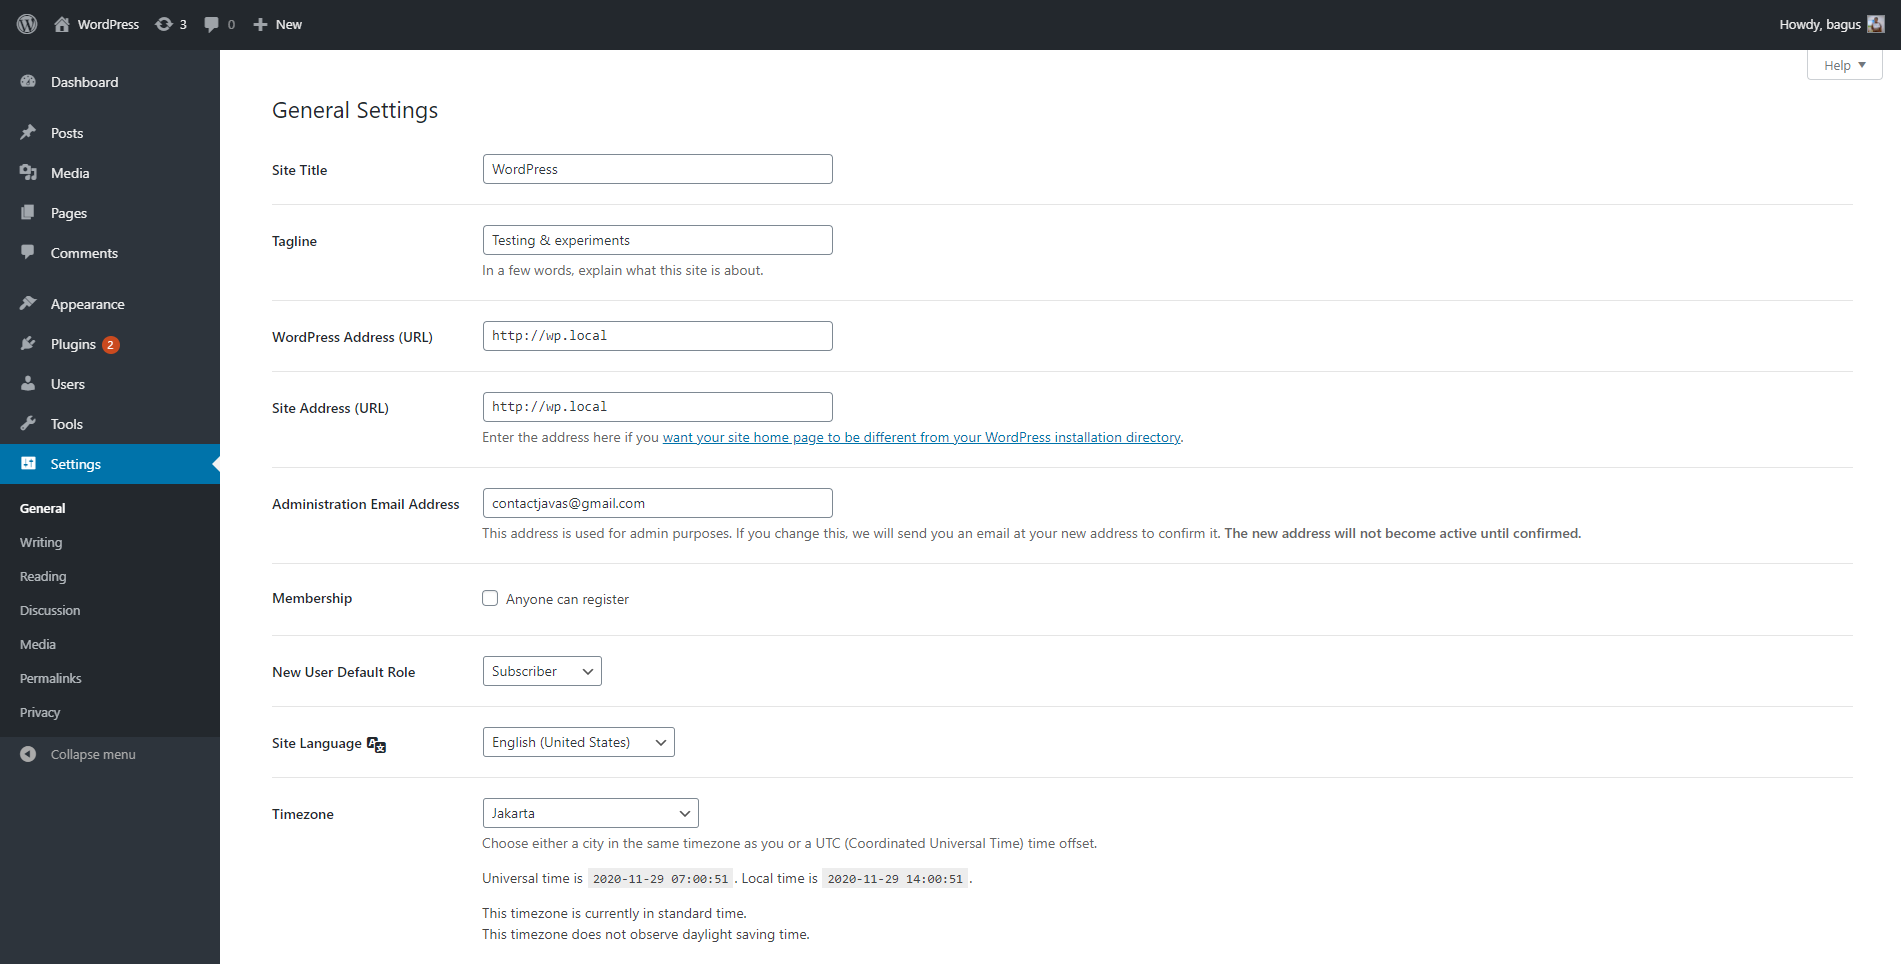 WordPress 3 0 New
Howdy, bagus
Help
Dashboard
Posts
Media
Pages
Comments
Appearance
Plugins 2
Users
Tools
Settings
General
Writing
Reading
Discussion
Media
Permalinks
Privacy
Collapse menu
General Settings
Site Title WordPress
Tagline Testing & experiments
In a few words, explain what this site is about.
WordPress Address (URL) http://wp.local
Site Address (URL) http://wp.local
Enter the address here if you want your site home page to be different from your WordPress installation directory.
Administration Email Address contactjavas@gmail.com
This address is used for admin purposes. If you change this, we will send you an email at your new address to confirm it. The new address will not become active until confirmed.
Membership Anyone can register
New User Default Role Subscriber
Site Language English (United States)
Timezone Jakarta
Choose either a city in the same timezone as you or a UTC (Coordinated Universal Time) time offset.
Universal time is 2020-11-29 07:00:51 . Local time is 2020-11-29 14:00:51 .
This timezone is currently in standard time.
This timezone does not observe daylight saving time.